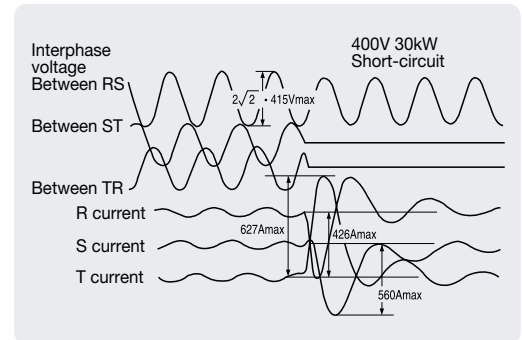 Interphase
voltage
Between RS
400V 30kW
Short-circuit
2√2 • 415Vmax
Between ST
Between TR
R current
627Amax
426Amax
S current
T current
560Amax